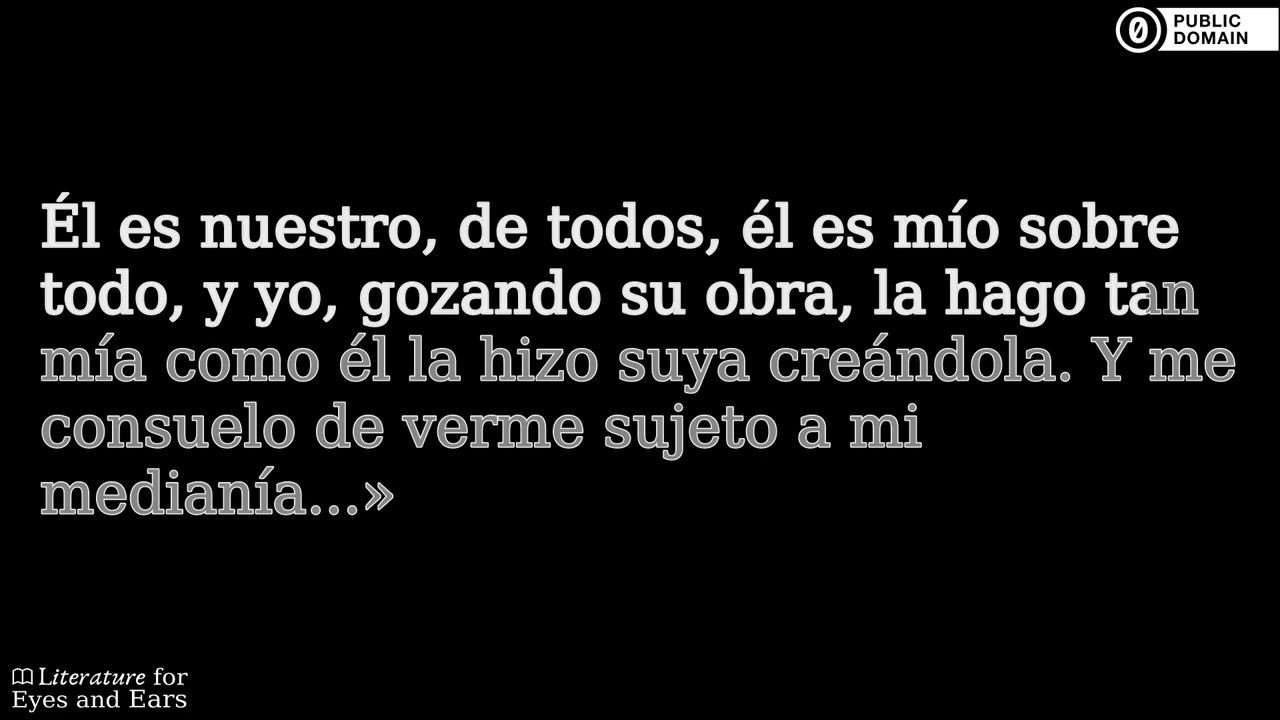 PUBLIC
DOMAIN
Él es nuestro, de todos, él es mío sobre
todo, y yo, gozando su obra, la hago tan
mía como él la hizo suya creándola. Y me
consuelo de verme sujeto a mi
medianía...»
Literature for
Eyes and Ears